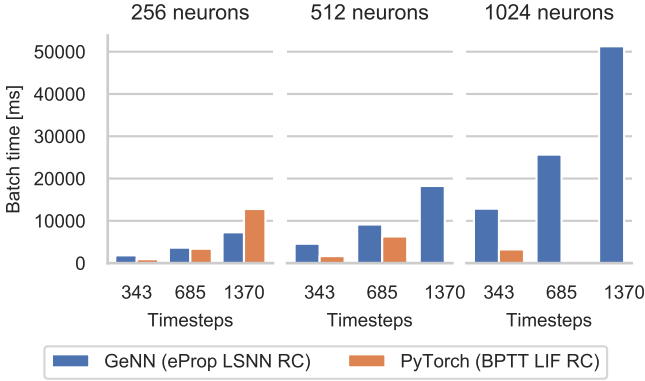 256 neurons 512 neurons 1024 neurons
Batch time [ms]
50000
40000
30000
20000
10000
0
343 685 1370 343 685 1370 343 685 1370
Timesteps Timesteps Timesteps
GeNN (eProp LSNN RC) PyTorch (BPTT LIF RC)